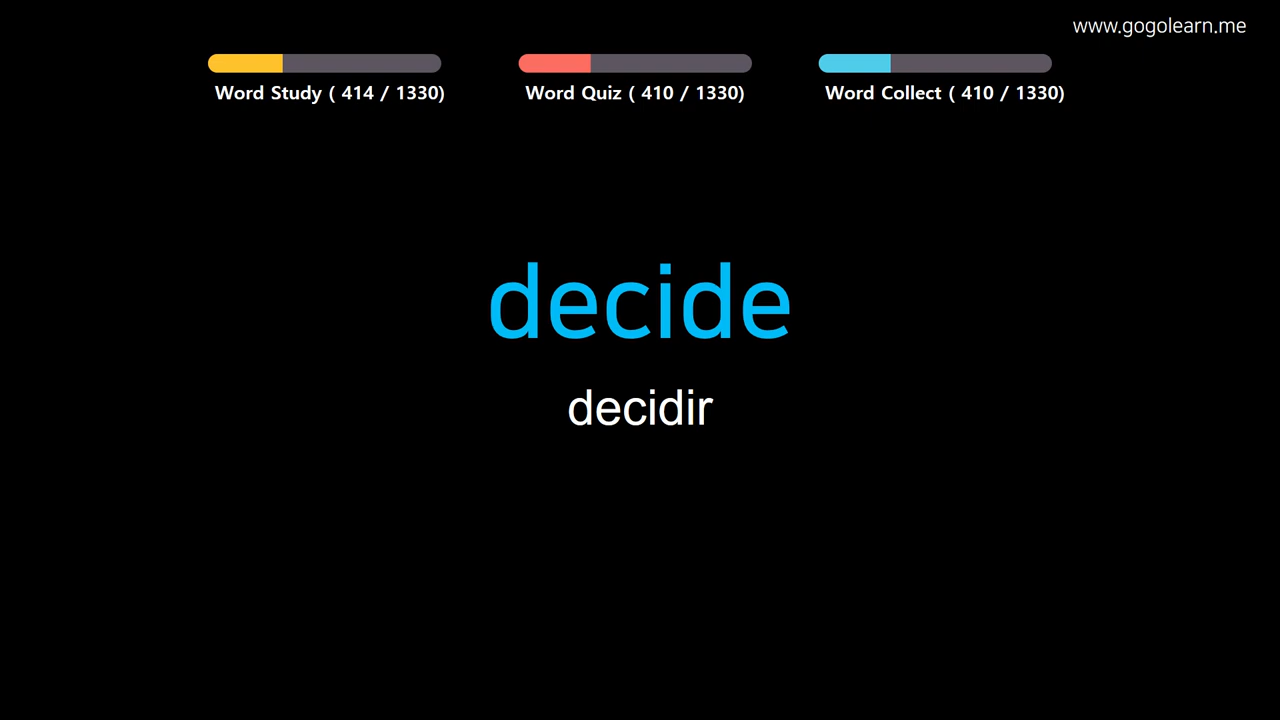 www.gogolearn.me
Word Study ( 414 / 1330)
Word Quiz ( 410 / 1330)
Word Collect ( 410 / 1330)
decide
decidir